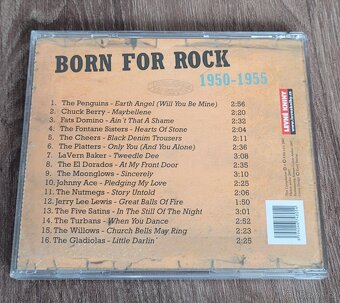 BORN FOR ROCK
1950-1955
1. The Penguins - Earth Angel (Will You Be Mine) 2:56
2. Chuck Berry - Maybellene 2:20
3. Fats Domino - Ain't That A Shame 2:28
4. The Fontane Sisters - Hearts Of Stone 2:04
5. The Cheers - Black Denim Trousers 2:11
6. The Platters - Only You (And You Alone) 2:35
7. LaVern Baker - Tweedlee Dee 3:08
8. The El Dorados - At My Front Door 2:35
9. The Moonglows - Sincerely 3:10
10. Johnny Ace - Pledging My Love 2:25
11. The Nutmegs - Story Untold 2:16
12. Jerry Lee Lewis - Great Balls Of Fire 1:50
13. The Five Satins - In The Still Of The Night 3:01
14. The Turbans - When You Dance 2:52
15. The Willows - Church Bells May Ring 2:23
16. The Gladiolas - Little Darlin' 2:25
LEVNÉ KNIHY